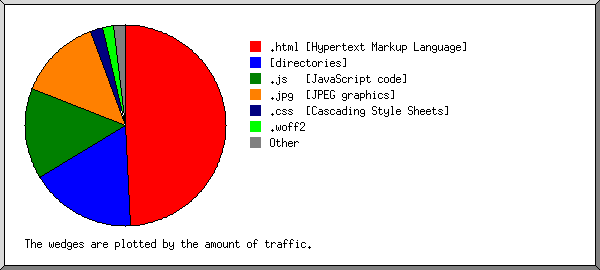 .html [Hypertext Markup Language]
[directories]
.js [JavaScript code]
.jpg [JPEG graphics]
.css [Cascading Style Sheets]
.woff2
Other
The wedges are plotted by the amount of traffic.